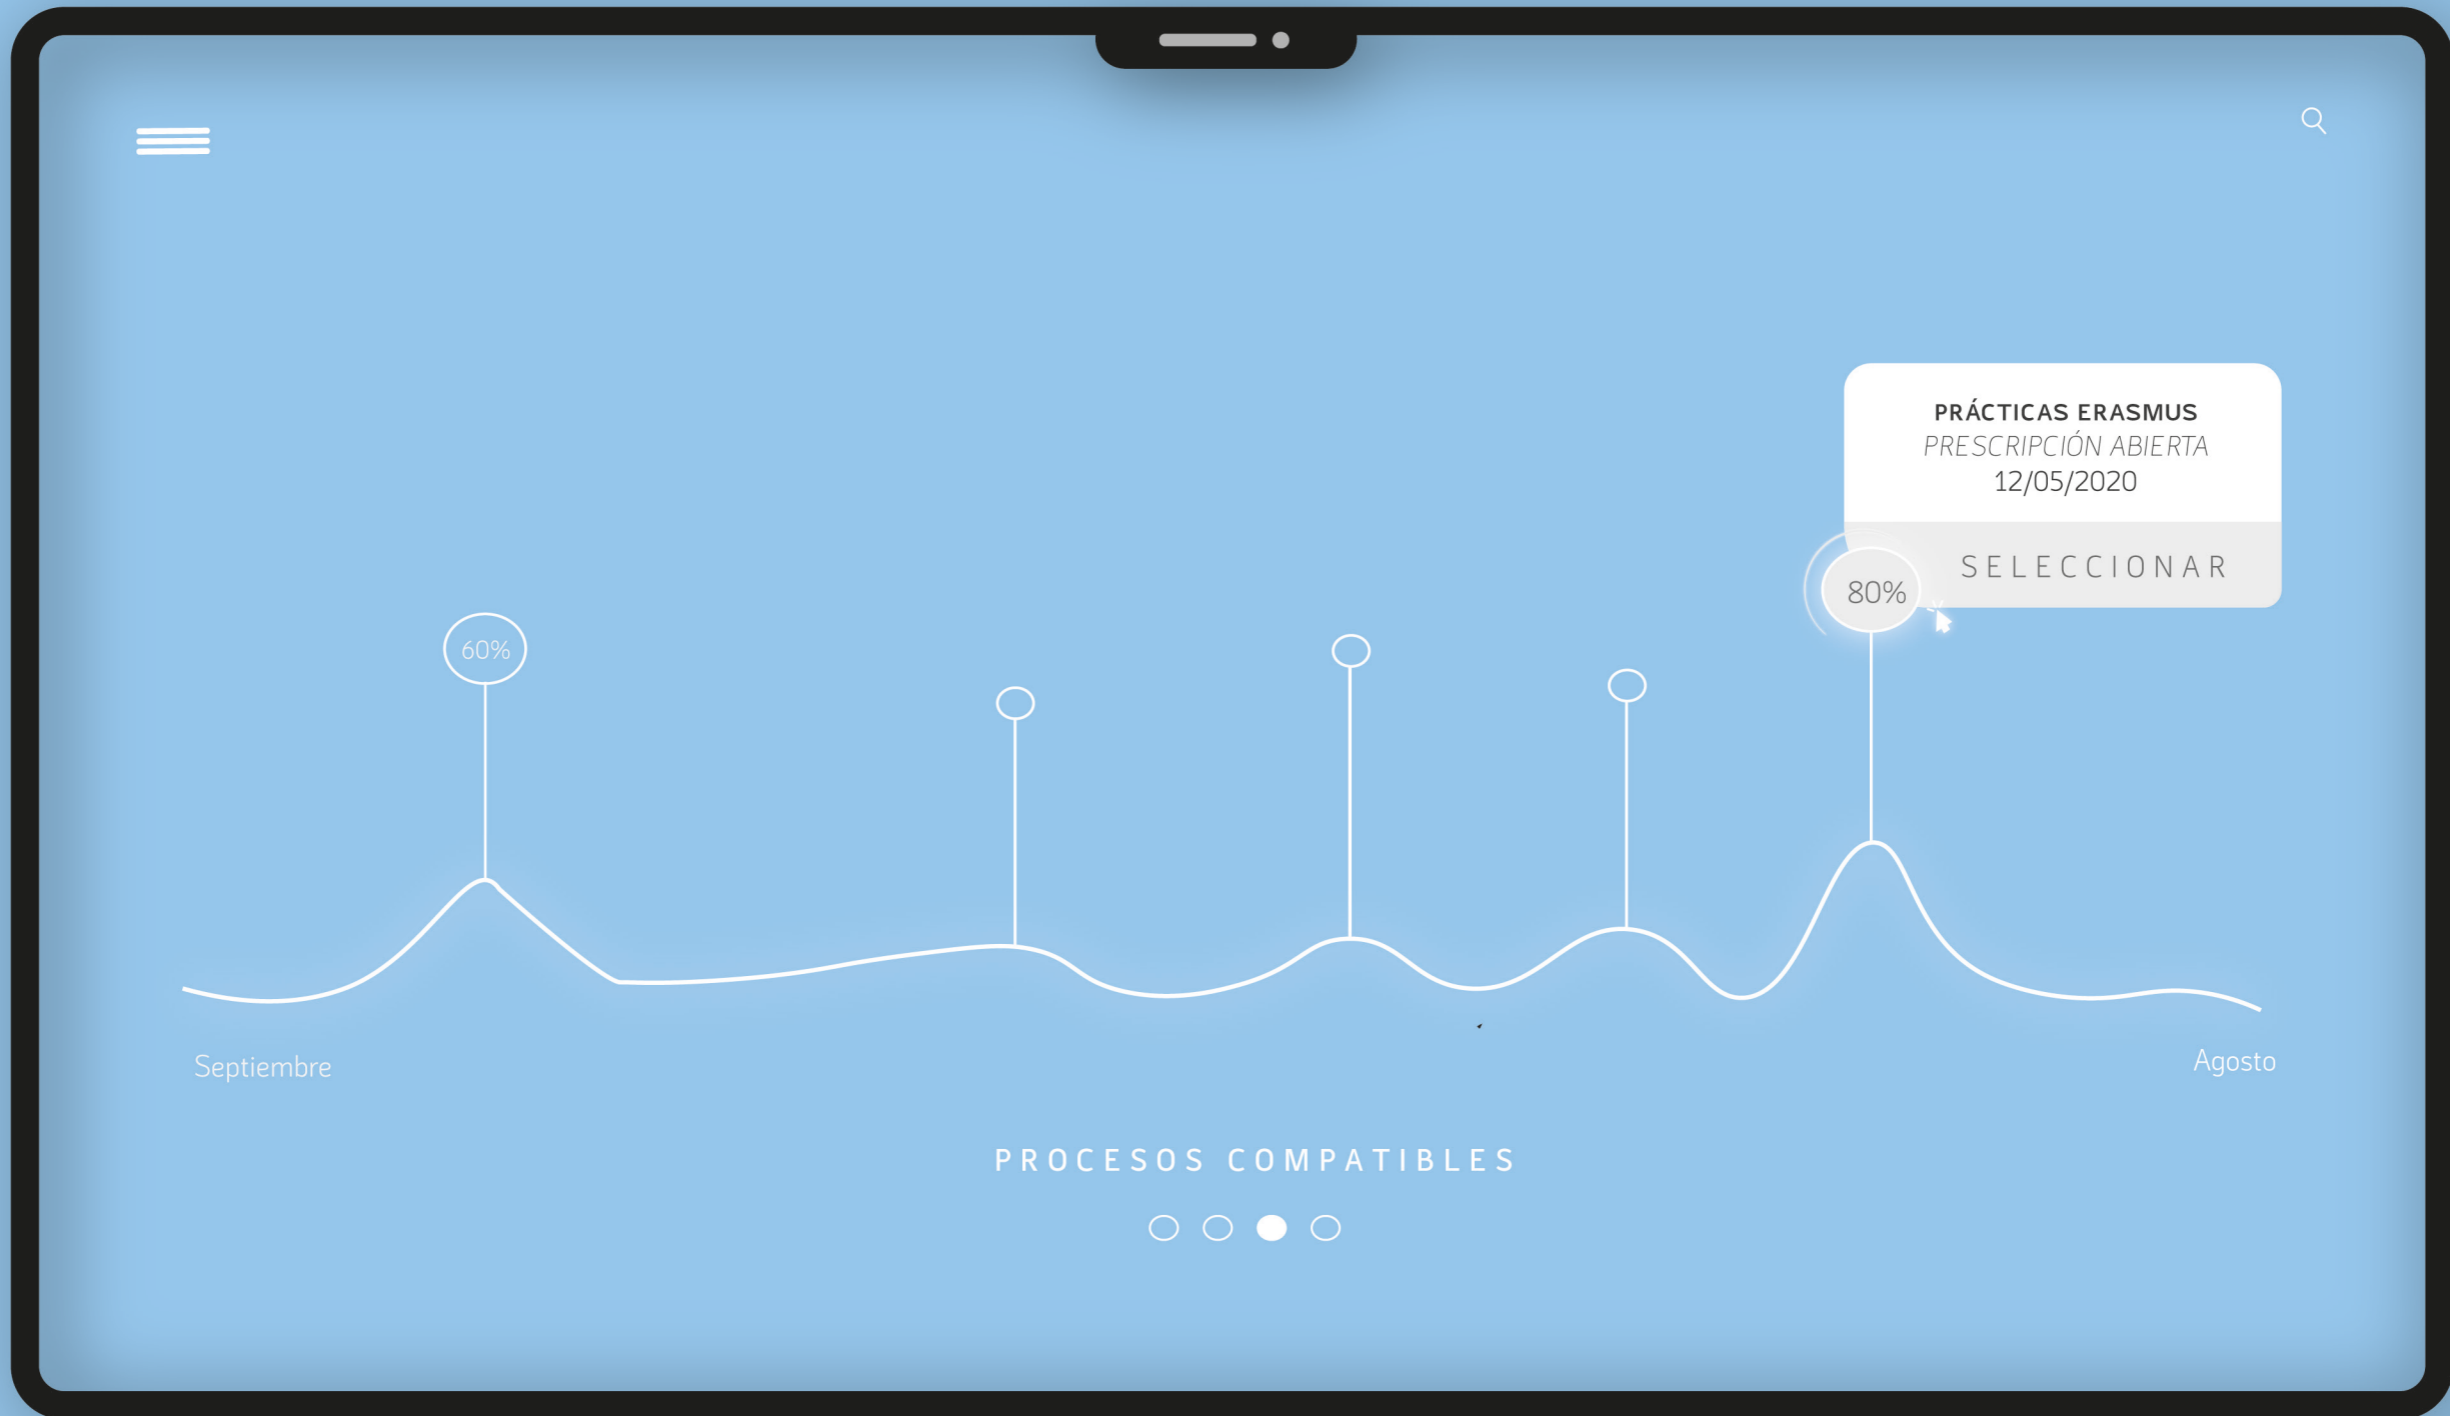 PRÁCTICAS ERASMUS
PRESCRIPCIÓN ABIERTA
12/05/2020
SELECCIONAR
80%
60%
Septiembre
Agosto
PROCESOS COMPATIBLES